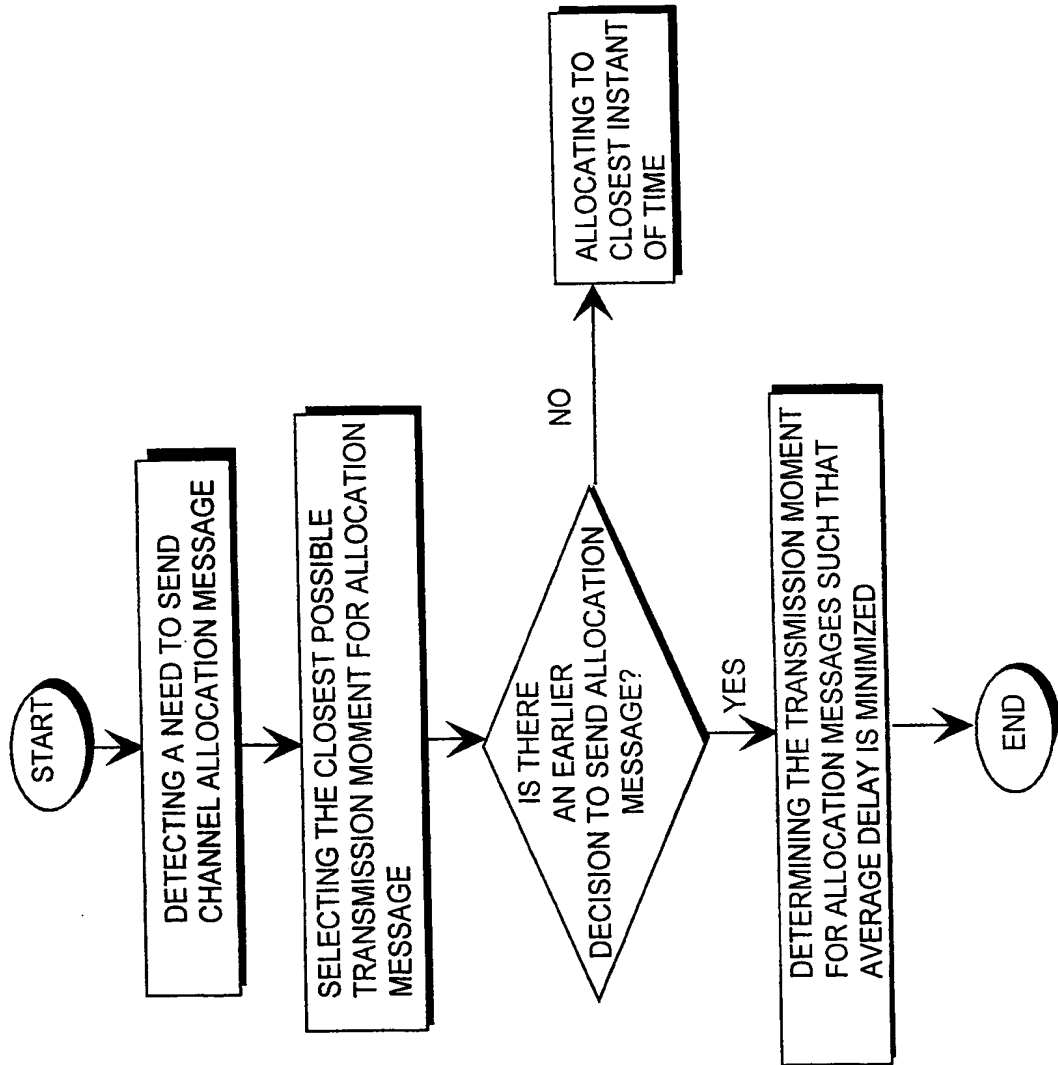 START
DETECTING A NEED TO SEND
CHANNEL ALLOCATION MESSAGE
SELECTING THE CLOSEST POSSIBLE
TRANSMISSION MOMENT FOR ALLOCATION
MESSAGE
IS THERE
AN EARLIER
DECISION TO SEND ALLOCATION
MESSAGE?
NO
ALLOCATING TO
CLOSEST INSTANT
OF TIME
YES
DETERMINING THE TRANSMISSION MOMENT
FOR ALLOCATION MESSAGES SUCH THAT
AVERAGE DELAY IS MINIMIZED
END